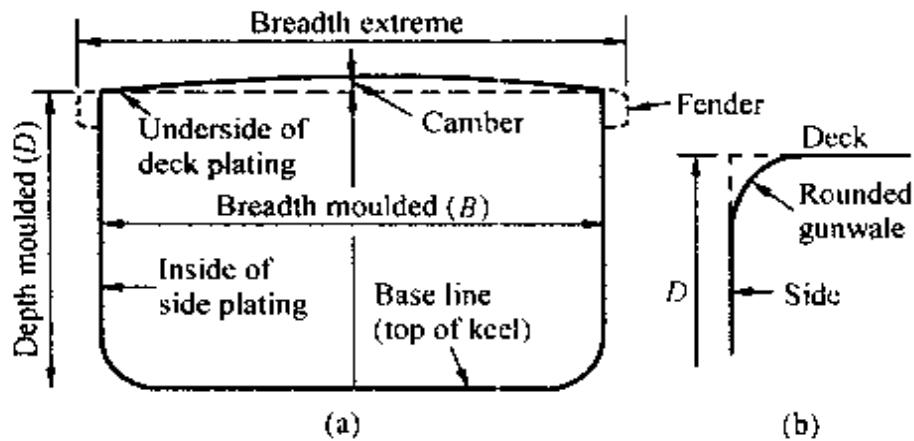 Breadth extreme
Underside of
deck plating
Camber
Fender
Deck
Depth moulded (D)
Breadth moulded (B)
Rounded
gunwale
Inside of
side plating
Base line
(top of keel)
D
Side
(a)
(b)